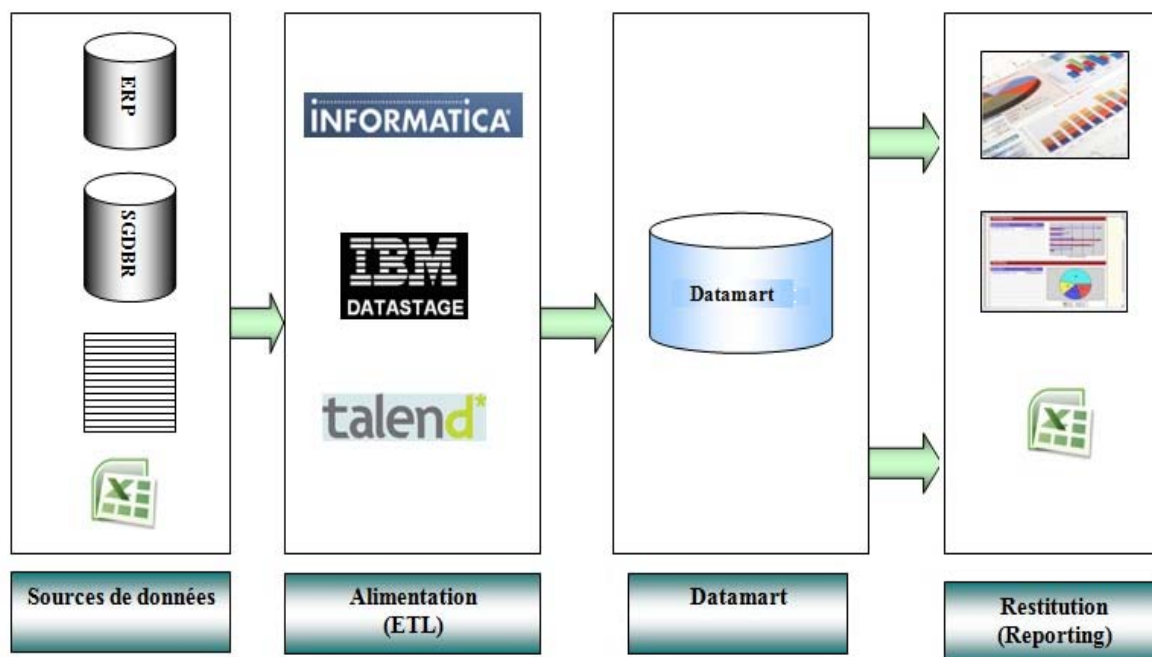 ERP
SGDBR
INFORMATICA
IBM
DATASTAGE
talend*
Datamart
Sources de données
Alimentation
(ETL)
Datamart
Restitution
(Reporting)